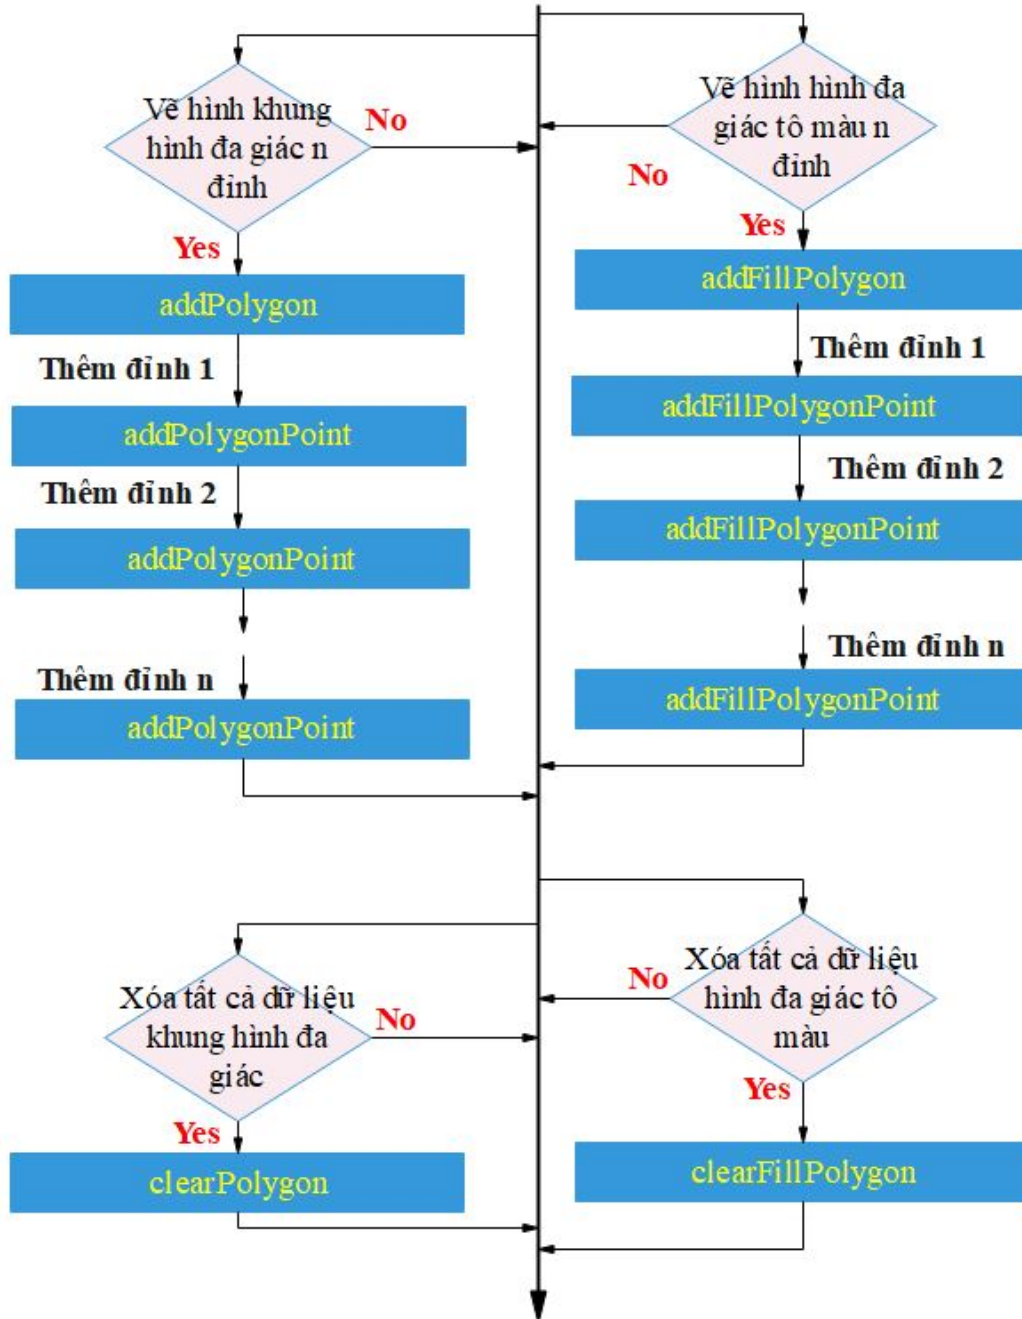 Vẽ hình khung
hình đa giác n
đỉnh
No
Yes
addPolygon
Thêm đỉnh 1
addPolygonPoint
Thêm đỉnh 2
addPolygonPoint
Thêm đỉnh n
addPolygonPoint
Vẽ hình hình đa
giác tô màu n
đỉnh
No
Yes
addFillPolygon
Thêm đỉnh 1
addFillPolygonPoint
Thêm đỉnh 2
addFillPolygonPoint
Thêm đỉnh n
addFillPolygonPoint
Xóa tất cả dữ liệu
khung hình đa
giác
No
Yes
clearPolygon
Xóa tất cả dữ liệu
hình đa giác tô
màu
No
Yes
clearFillPolygon